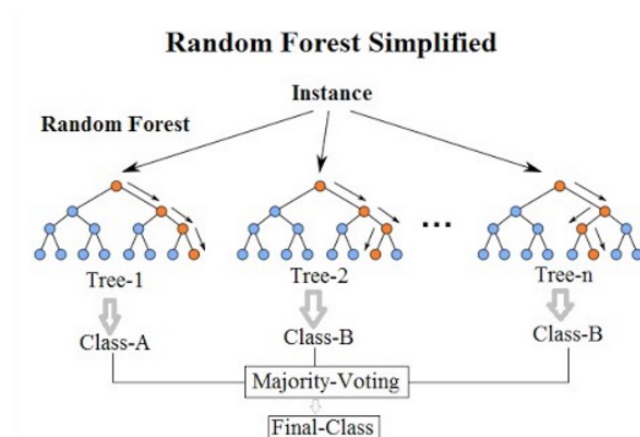 Random Forest Simplified
Instance
Random Forest
...
Tree-1 Tree-2 Tree-n
Class-A Class-B Class-B
Majority-Voting
Final-Class